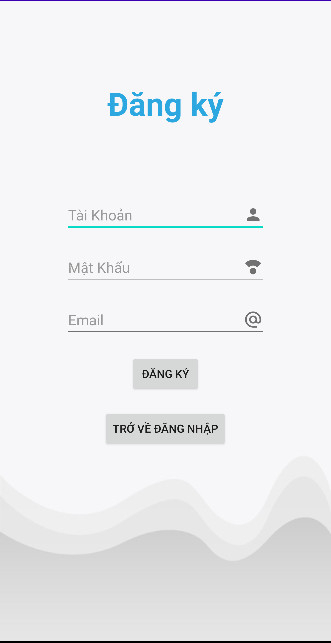 Đăng ký
Tài Khoản
Mật Khẩu
Email
ĐĂNG KÝ
TRỞ VỀ ĐĂNG NHẬP